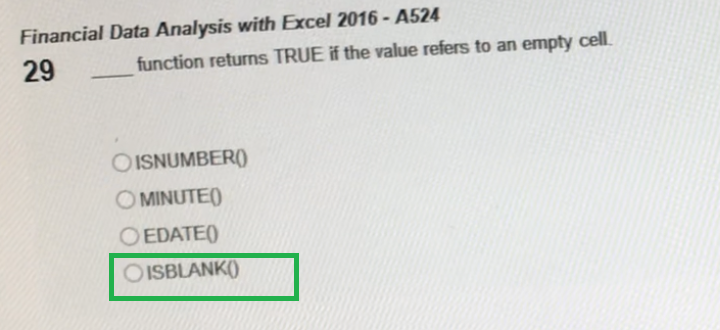 Financial Data Analysis with Excel 2016 - A524
29 ____ function returns TRUE if the value refers to an empty cell.
ISNUMBER()
MINUTE()
EDATE()
ISBLANK()